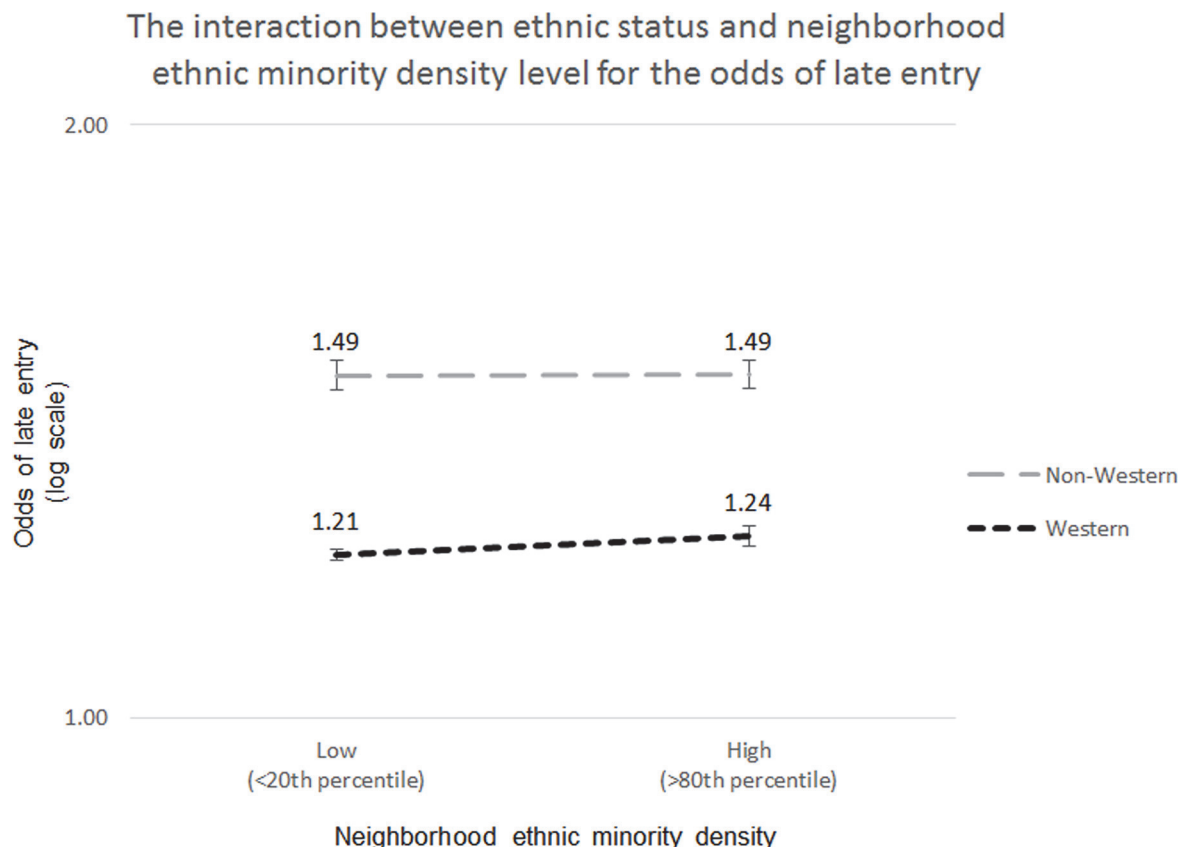 The interaction between ethnic status and neighborhood
ethnic minority density level for the odds of late entry
2.00
1.49
1.49
Odds of late entry
(log scale)
Non-Western
1.21
1.24
Western
1.00
Low
(<20th percentile)
High
(>80th percentile)
Neighborhood ethnic minority density